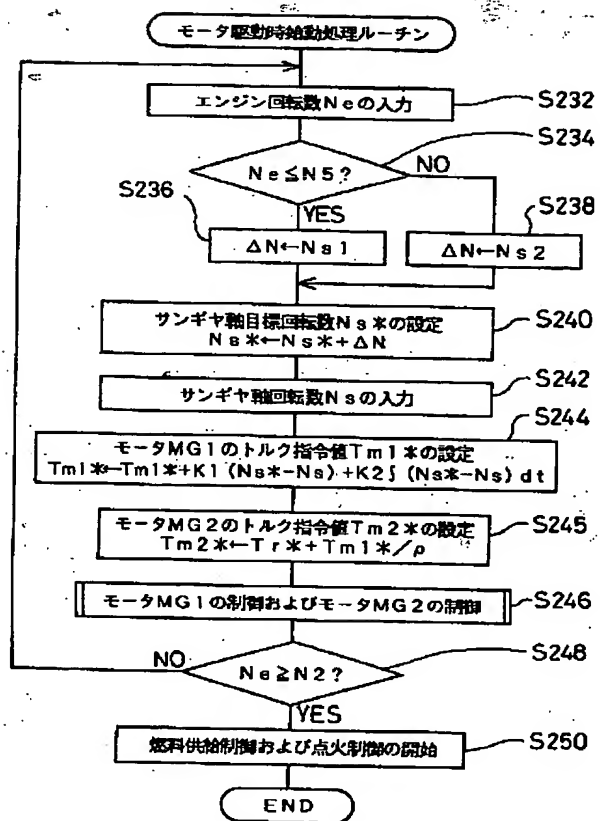 モータ駆動時始動処理ルーチン
エンジン回転数Neの入力
S232
S234
Ne≦N5?
NO
S236
YES
S238
ΔN←Ns1
ΔN←Ns2
サンギヤ軸目標回転数Ns*の設定
Ns*←Ns*+ΔN
S240
サンギヤ軸回転数Nsの入力
S242
S244
モータMG1のトルク指令値Tm1*の設定
Tm1*←Tm1*+K1(Ns*-Ns)+K2∫(Ns*-Ns)dt
モータMG2のトルク指令値Tm2*の設定
Tm2*←Tr*+Tm1*/ρ
S245
モータMG1の制御およびモータMG2の制御
S246
NO
Ne≧N2?
S248
YES
燃料供給制御および点火制御の開始
S250
END